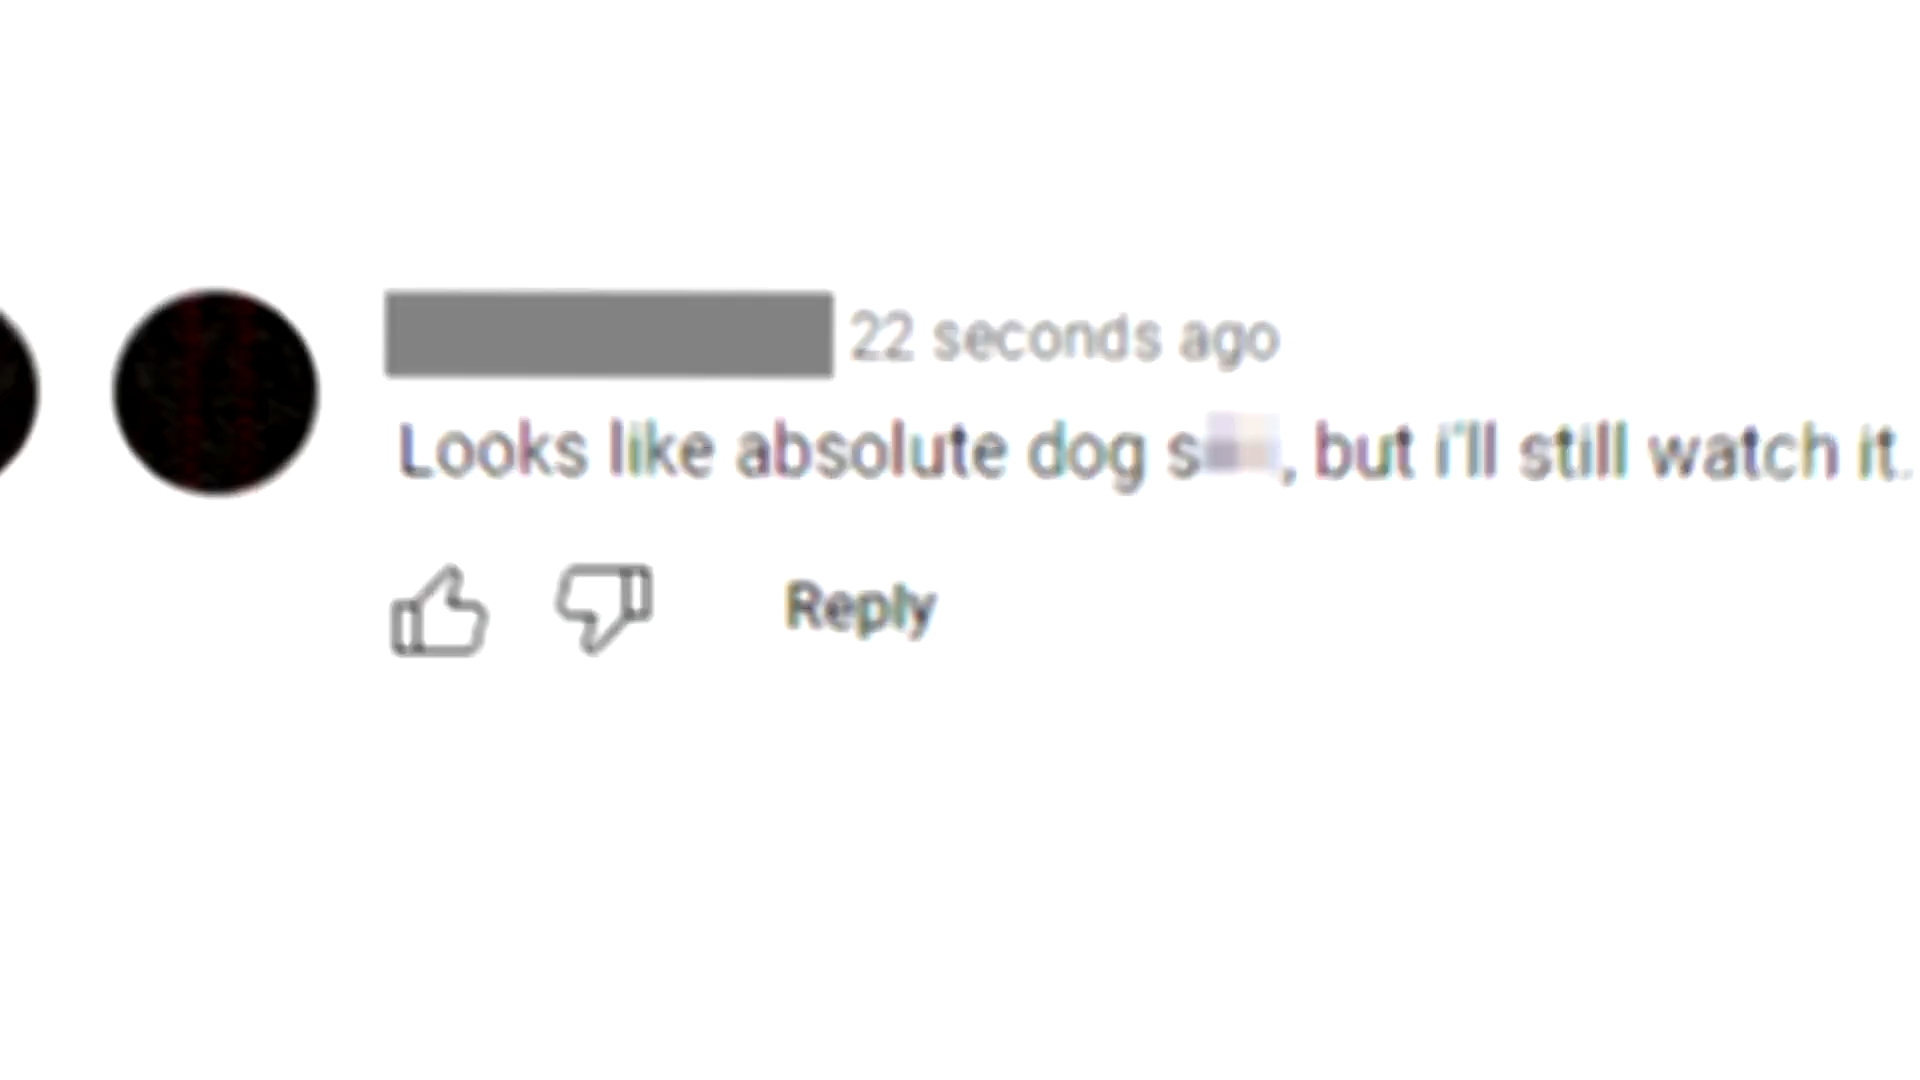 22 seconds ago
Looks like absolute dog s, but i'll still watch it.
Reply